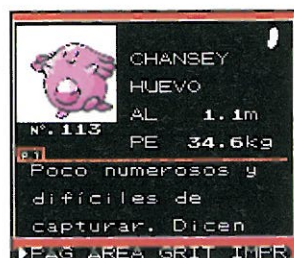 CHANSEY
HUEVO
AL 1.1m
Nº.113
PE 34.6kg
P.1
Poco numerosos y
difíciles de
capturar. Dicen
▶PAG AREA GRIT IMPR